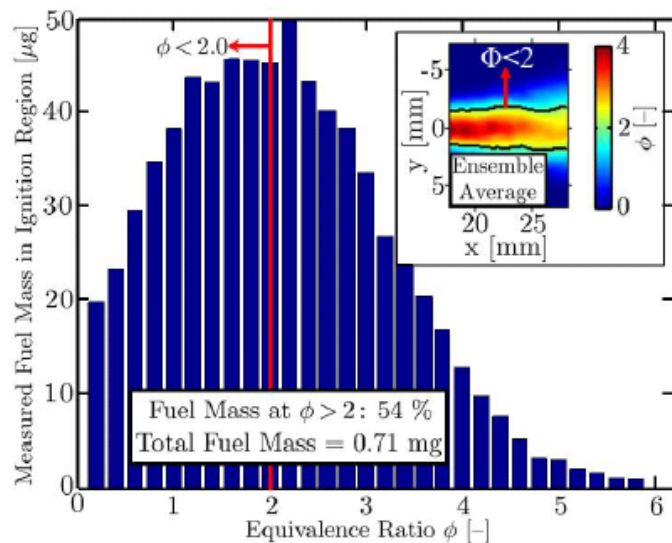 50
40
30
20
10
0
Measured Fuel Mass in Ignition Region [μg]
ϕ < 2.0
Φ<2
-5
0
5
y [mm]
20 25
x [mm]
Ensemble
Average
4
2
0
ϕ [–]
Fuel Mass at ϕ > 2: 54 %
Total Fuel Mass = 0.71 mg
0 1 2 3 4 5 6
Equivalence Ratio ϕ [–]